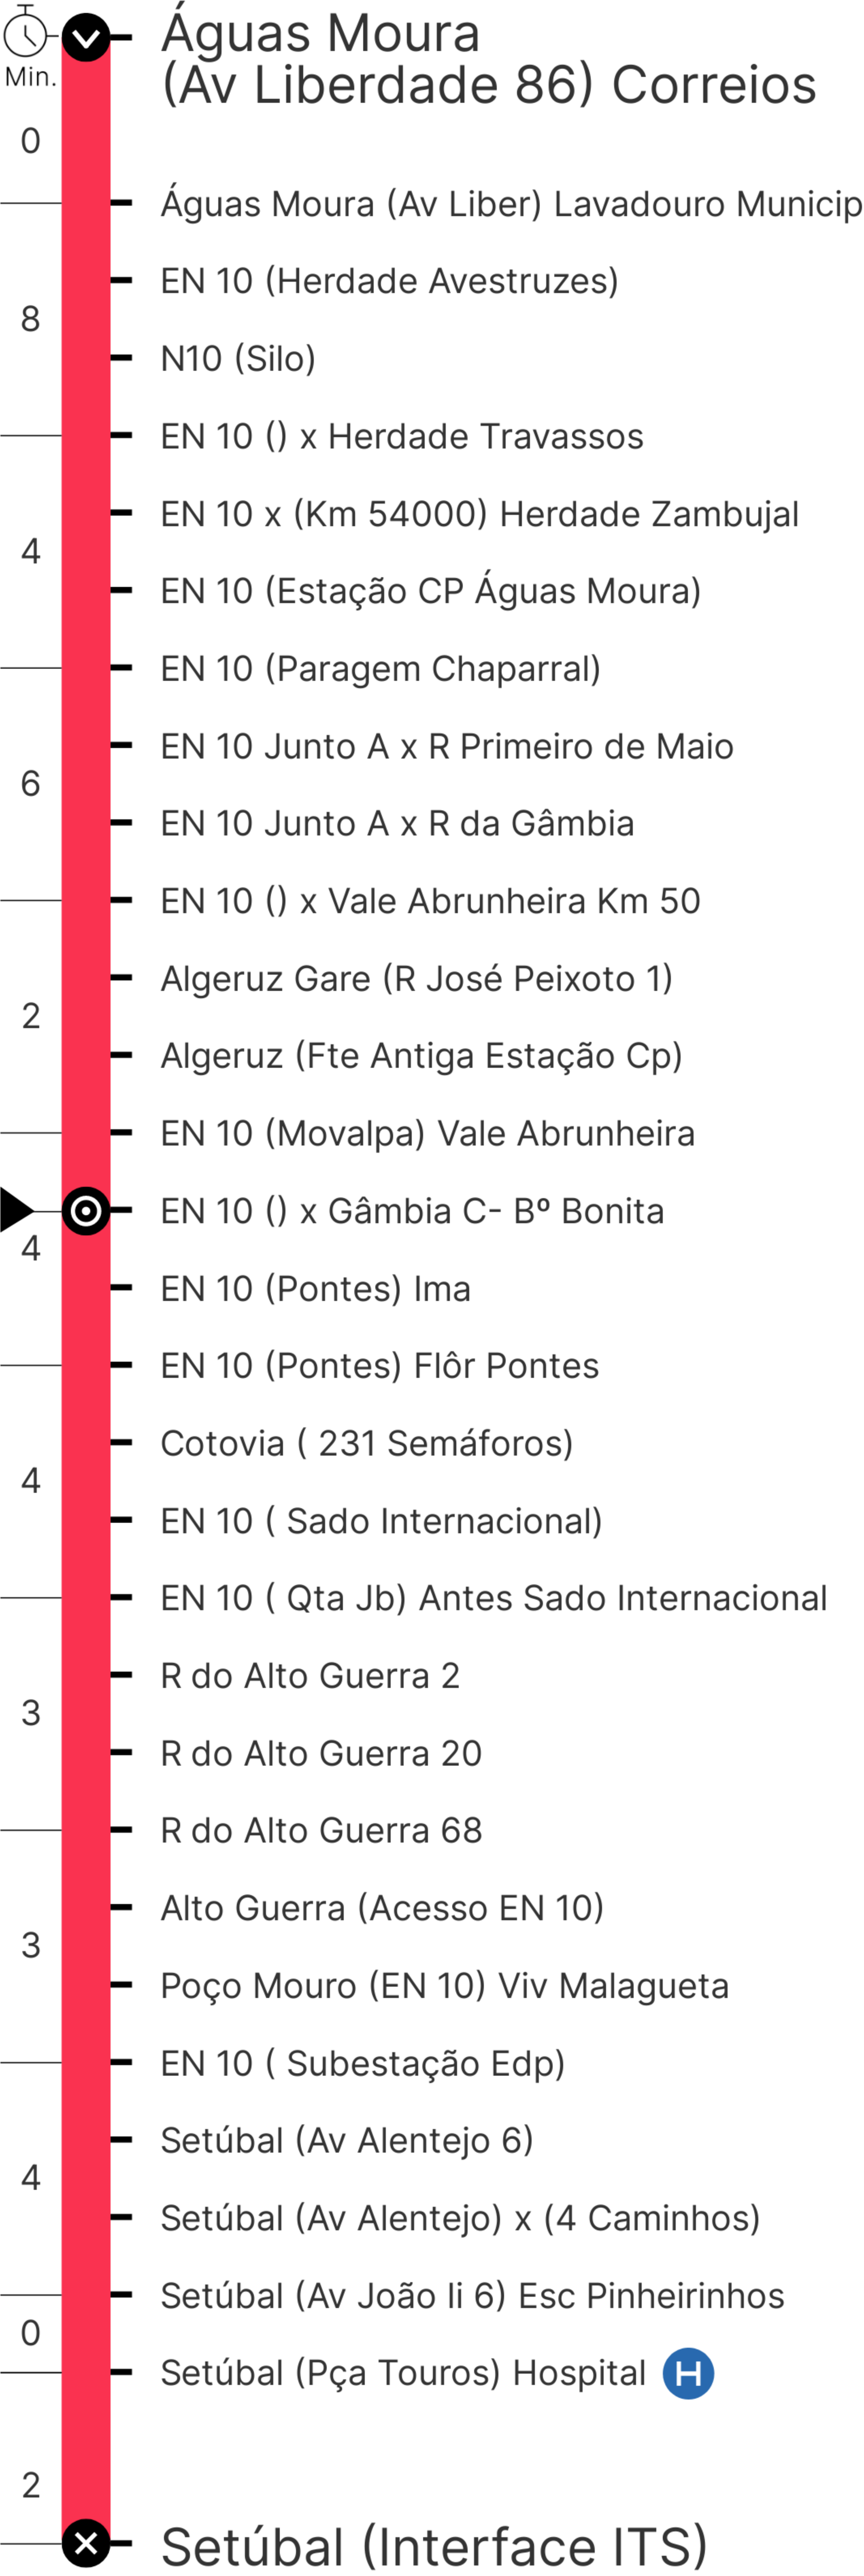 Águas Moura
(Av Liberdade 86) Correios
Min.
0
Águas Moura (Av Liber) Lavadouro Municip
EN 10 (Herdade Avestruzes)
8
N10 (Silo)
EN 10 () x Herdade Travassos
EN 10 x (Km 54000) Herdade Zambujal
4
EN 10 (Estação CP Águas Moura)
EN 10 (Paragem Chaparral)
EN 10 Junto A x R Primeiro de Maio
6
EN 10 Junto A x R da Gâmbia
EN 10 () x Vale Abrunheira Km 50
Algeruz Gare (R José Peixoto 1)
2
Algeruz (Fte Antiga Estação Cp)
EN 10 (Movalpa) Vale Abrunheira
EN 10 () x Gâmbia C- Bº Bonita
4
EN 10 (Pontes) Ima
EN 10 (Pontes) Flôr Pontes
Cotovia ( 231 Semáforos)
4
EN 10 ( Sado Internacional)
EN 10 ( Qta Jb) Antes Sado Internacional
R do Alto Guerra 2
3
R do Alto Guerra 20
R do Alto Guerra 68
Alto Guerra (Acesso EN 10)
3
Poço Mouro (EN 10) Viv Malagueta
EN 10 ( Subestação Edp)
Setúbal (Av Alentejo 6)
4
Setúbal (Av Alentejo) x (4 Caminhos)
Setúbal (Av João Ii 6) Esc Pinheirinhos
0
Setúbal (Pça Touros) Hospital H
2
Setúbal (Interface ITS)